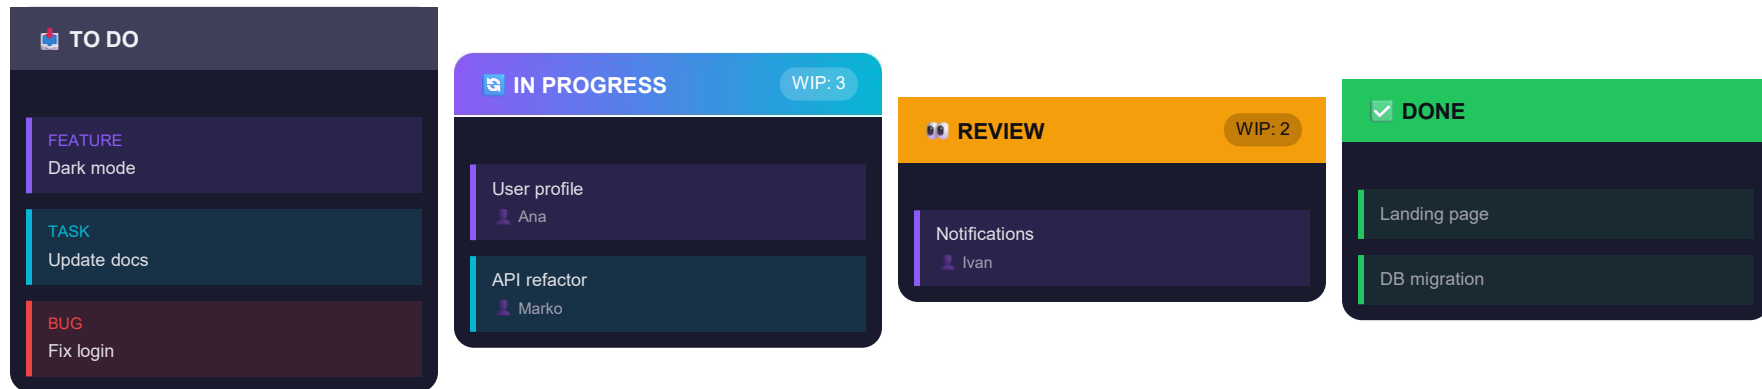 TO DO
FEATURE
Dark mode
TASK
Update docs
BUG
Fix login
IN PROGRESS
WIP: 3
User profile
Ana
API refactor
Marko
REVIEW
WIP: 2
Notifications
Ivan
DONE
Landing page
DB migration